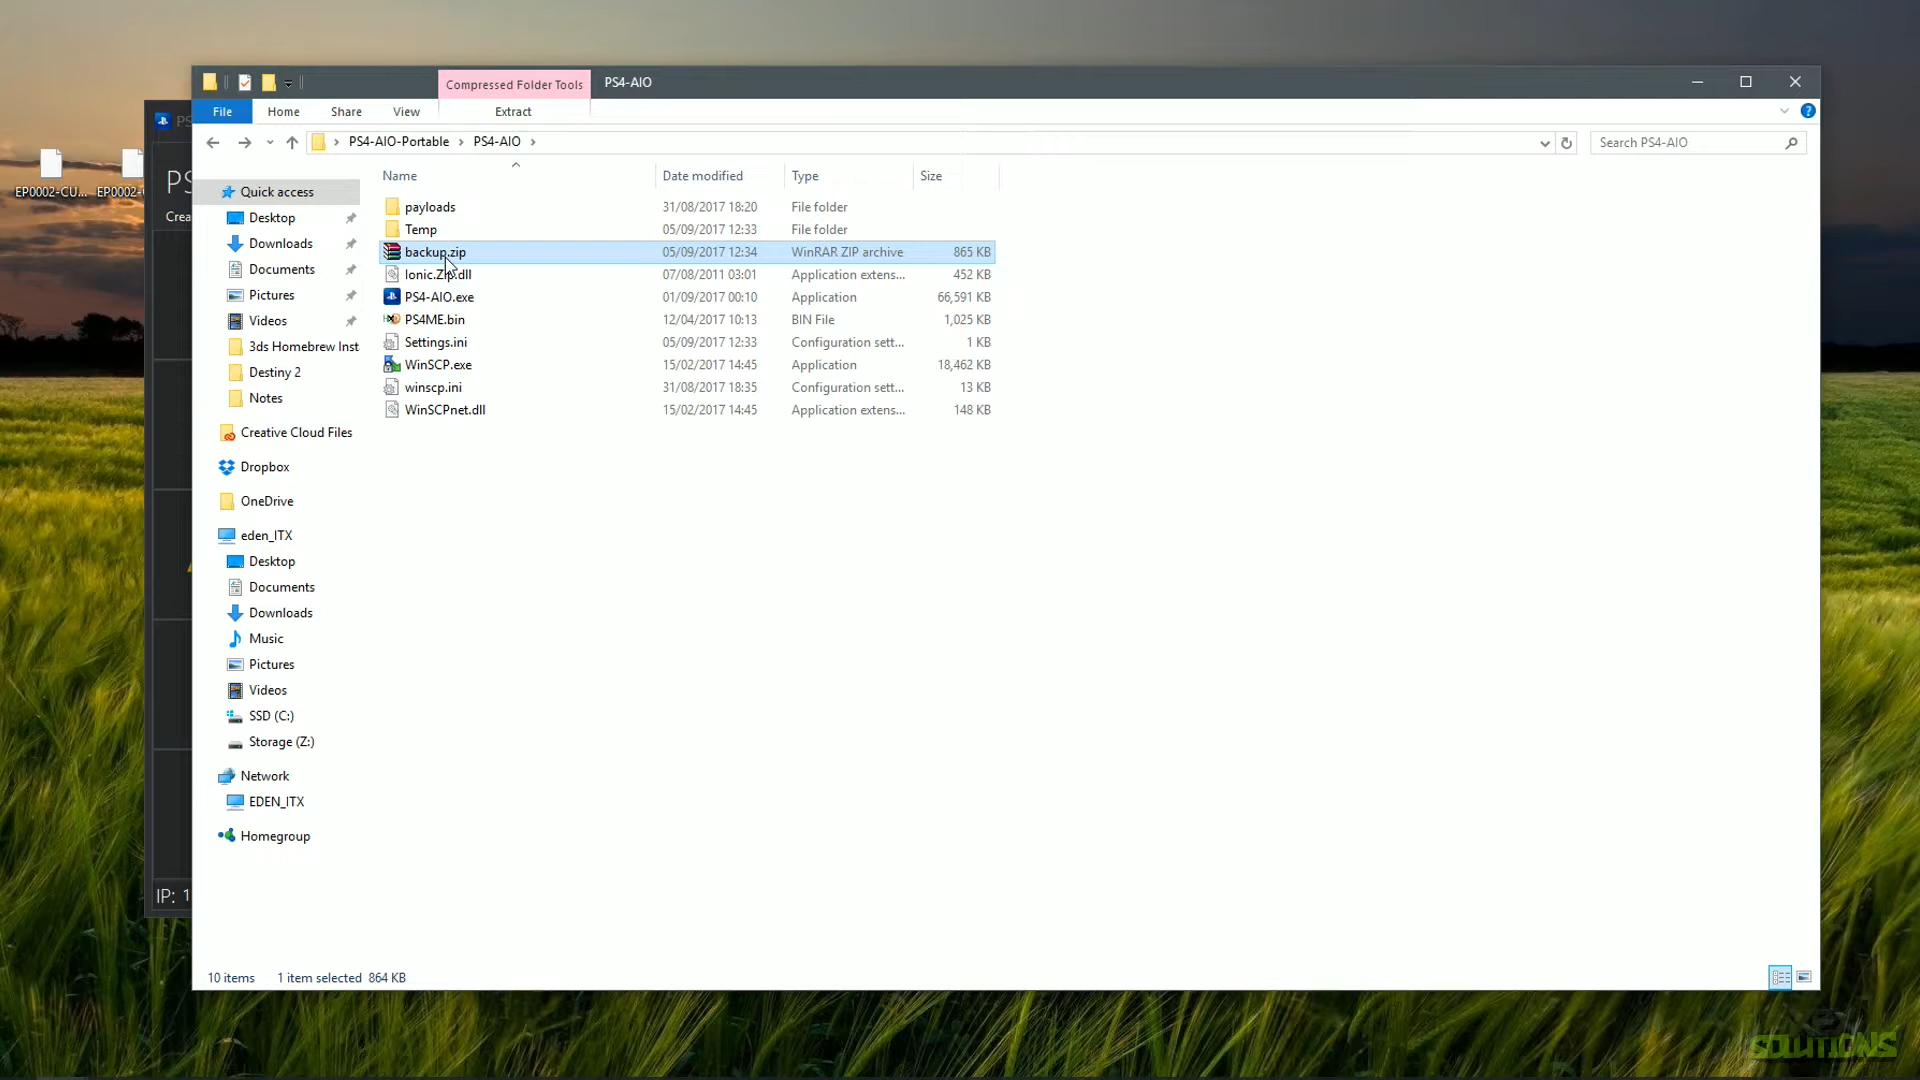 Compressed Folder Tools PS4-AIO
File Home Share View Extract
PS4-AIO-Portable PS4-AIO Search PS4-AIO
Name Date modified Type Size
Quick access
Desktop
Downloads
Documents
Pictures
Videos
3ds Homebrew Inst
Destiny 2
Notes
Creative Cloud Files
Dropbox
OneDrive
eden_ITX
Desktop
Documents
Downloads
Music
Pictures
Videos
SSD (C:)
Storage (Z:)
Network
EDEN_ITX
Homegroup
payloads 31/08/2017 18:20 File folder
Temp 05/09/2017 12:33 File folder
backup.zip 05/09/2017 12:34 WinRAR ZIP archive 865 KB
Ionic.Zip.dll 07/08/2011 03:01 Application extens... 452 KB
PS4-AIO.exe 01/09/2017 00:10 Application 66,591 KB
PS4ME.bin 12/04/2017 10:13 BIN File 1,025 KB
Settings.ini 05/09/2017 12:33 Configuration sett... 1 KB
WinSCP.exe 15/02/2017 14:45 Application 18,462 KB
winscp.ini 31/08/2017 18:35 Configuration sett... 13 KB
WinSCPnet.dll 15/02/2017 14:45 Application extens... 148 KB
10 items 1 item selected 864 KB
EP0002-CU... EP0002-
PS
PS
Crea
IP: 1
SOLUTIONS